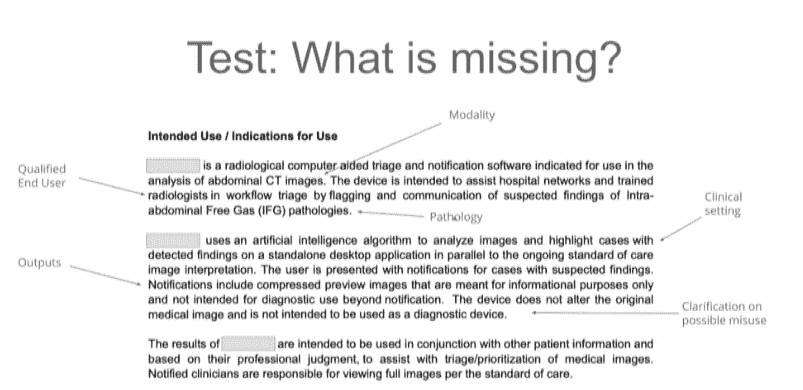 Test: What is missing?
Modality
Intended Use / Indications for Use
Qualified
End User
is a radiological computer aided triage and notification software indicated for use in the
analysis of abdominal CT images. The device is intended to assist hospital networks and trained
radiologists in workflow triage by flagging and communication of suspected findings of Intra-
abdominal Free Gas (IFG) pathologies.
Pathology
Clinical
setting
uses an artificial intelligence algorithm to analyze images and highlight cases with
detected findings on a standalone desktop application in parallel to the ongoing standard of care
image interpretation. The user is presented with notifications for cases with suspected findings.
Notifications include compressed preview images that are meant for informational purposes only
and not intended for diagnostic use beyond notification. The device does not alter the original
medical image and is not intended to be used as a diagnostic device.
Outputs
Clarification on
possible misuse
The results of are intended to be used in conjunction with other patient information and
based on their professional judgment, to assist with triage/prioritization of medical images.
Notified clinicians are responsible for viewing full images per the standard of care.